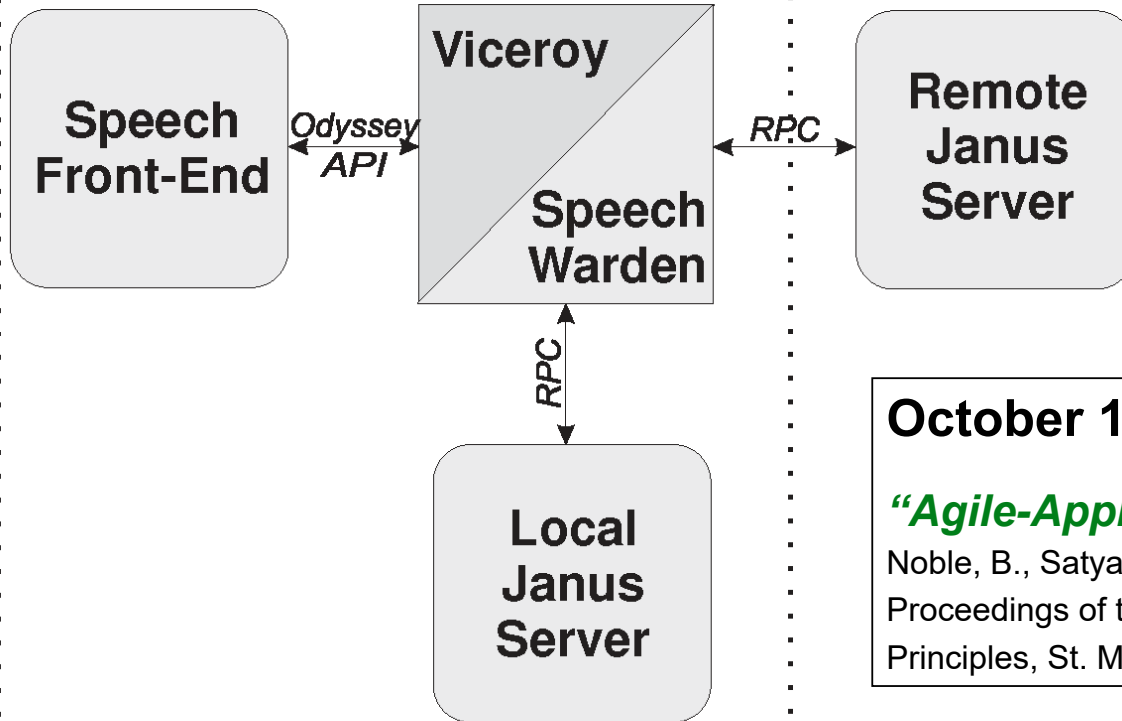 Speech
Front-End
Odyssey
API
Viceroy
Speech
Warden
RPC
Remote
Janus
Server
RPC
Local
Janus
Server
October 1
“Agile-Appl
Noble, B., Satya
Proceedings of t
Principles, St. M